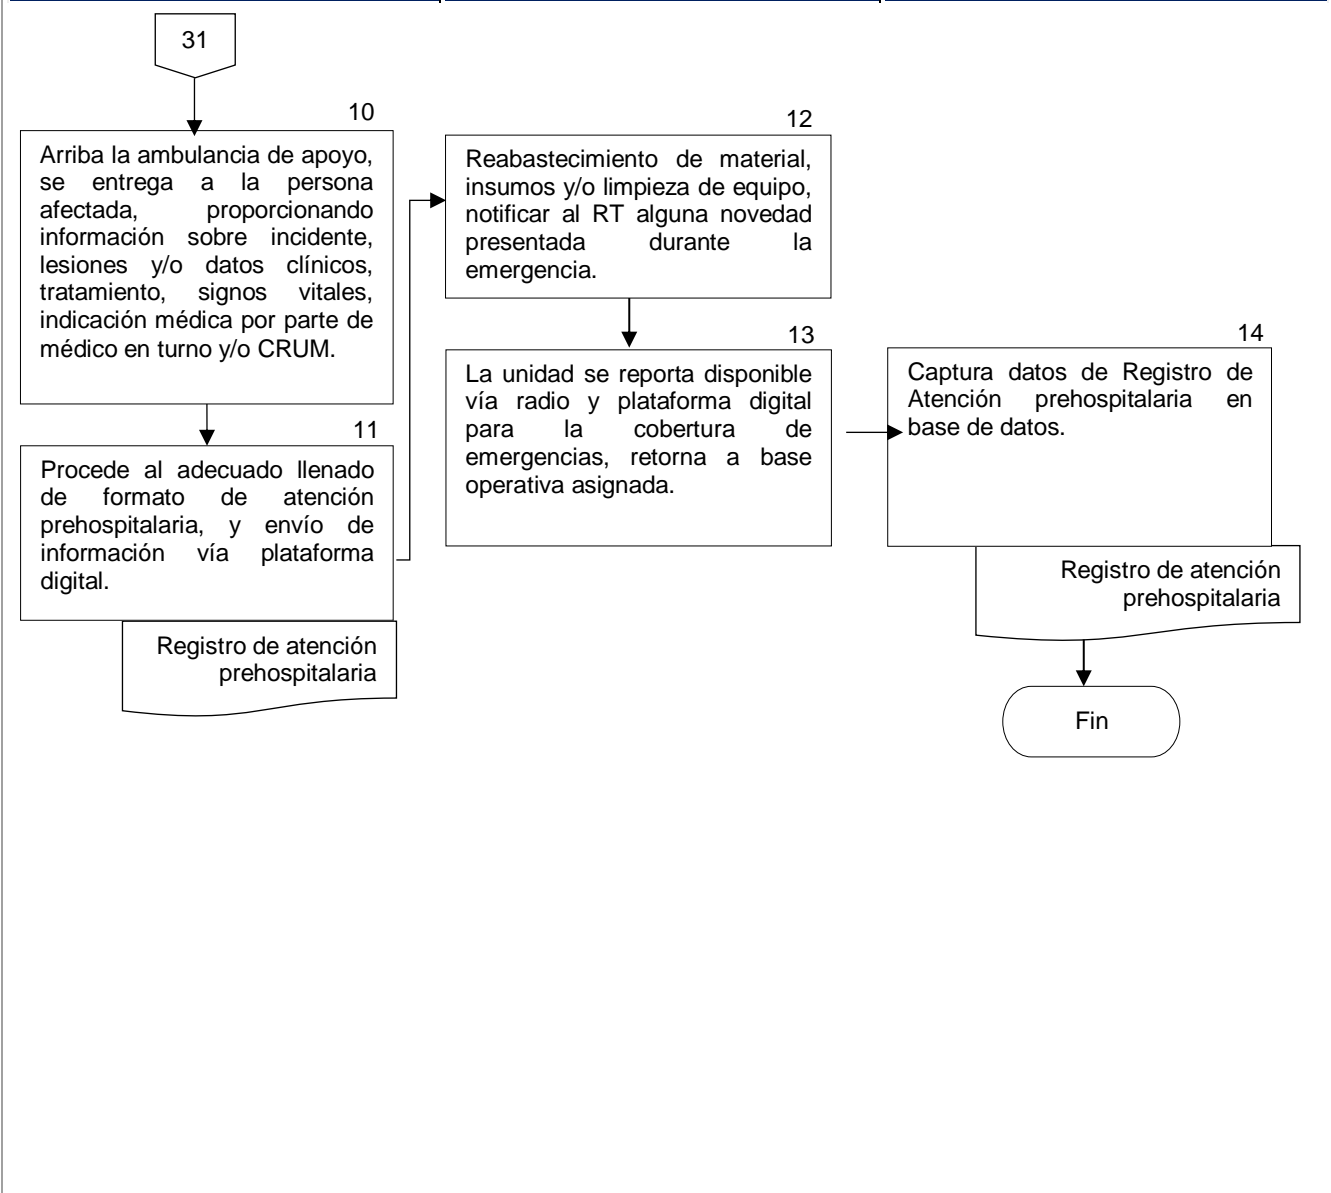 31
10
Arriba la ambulancia de apoyo,
se entrega a la persona
afectada, proporcionando
información sobre incidente,
lesiones y/o datos clínicos,
tratamiento, signos vitales,
indicación médica por parte de
médico en turno y/o CRUM.
11
Procede al adecuado llenado
de formato de atención
prehospitalaria, y envío de
información vía plataforma
digital.
Registro de atención
prehospitalaria
12
Reabastecimiento de material,
insumos y/o limpieza de equipo,
notificar al RT alguna novedad
presentada durante la
emergencia.
13
La unidad se reporta disponible
vía radio y plataforma digital
para la cobertura de
emergencias, retorna a base
operativa asignada.
14
Captura datos de Registro de
Atención prehospitalaria en
base de datos.
Registro de atención
prehospitalaria
Fin